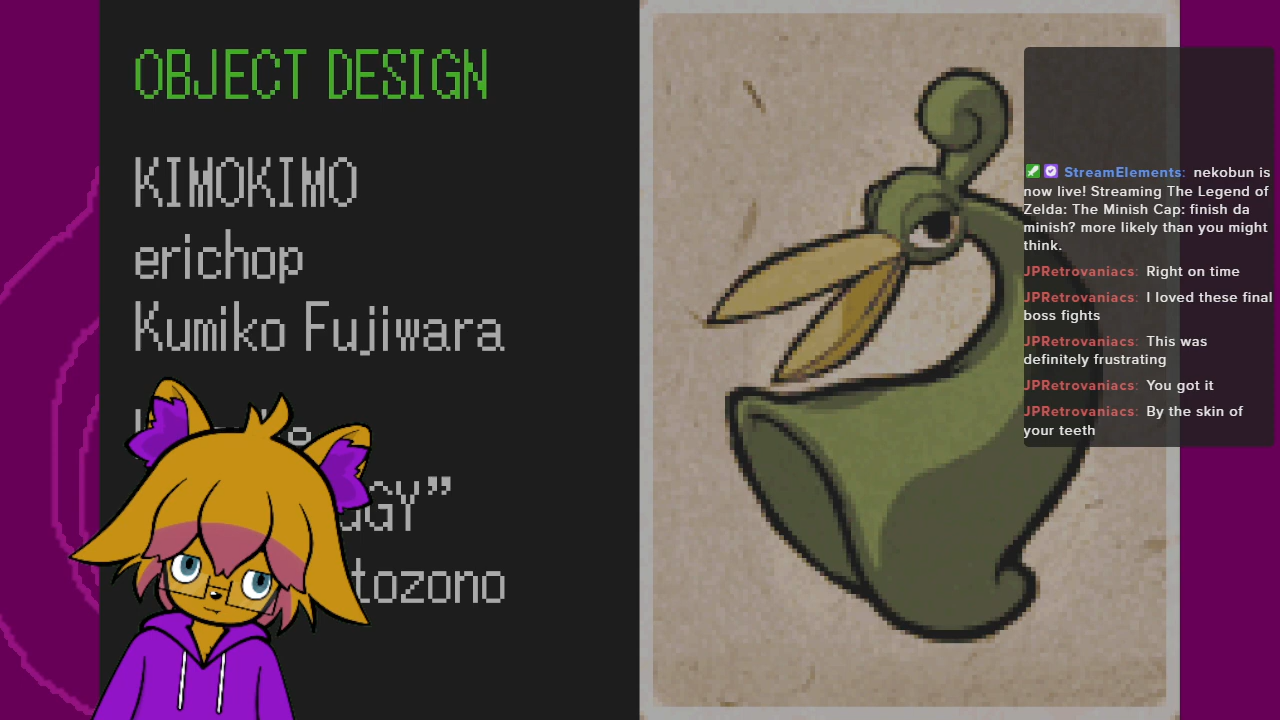 OBJECT DESIGN
KIMOKIMO
erichop
Kumiko Fujiwara
GY”
tozono
StreamElements: nekobun is
now live! Streaming The Legend of
Zelda: The Minish Cap: finish da
minish? more likely than you might
think.
JPRetrovaniacs: Right on time
JPRetrovaniacs: I loved these final
boss fights
JPRetrovaniacs: This was
definitely frustrating
JPRetrovaniacs: You got it
JPRetrovaniacs: By the skin of
your teeth